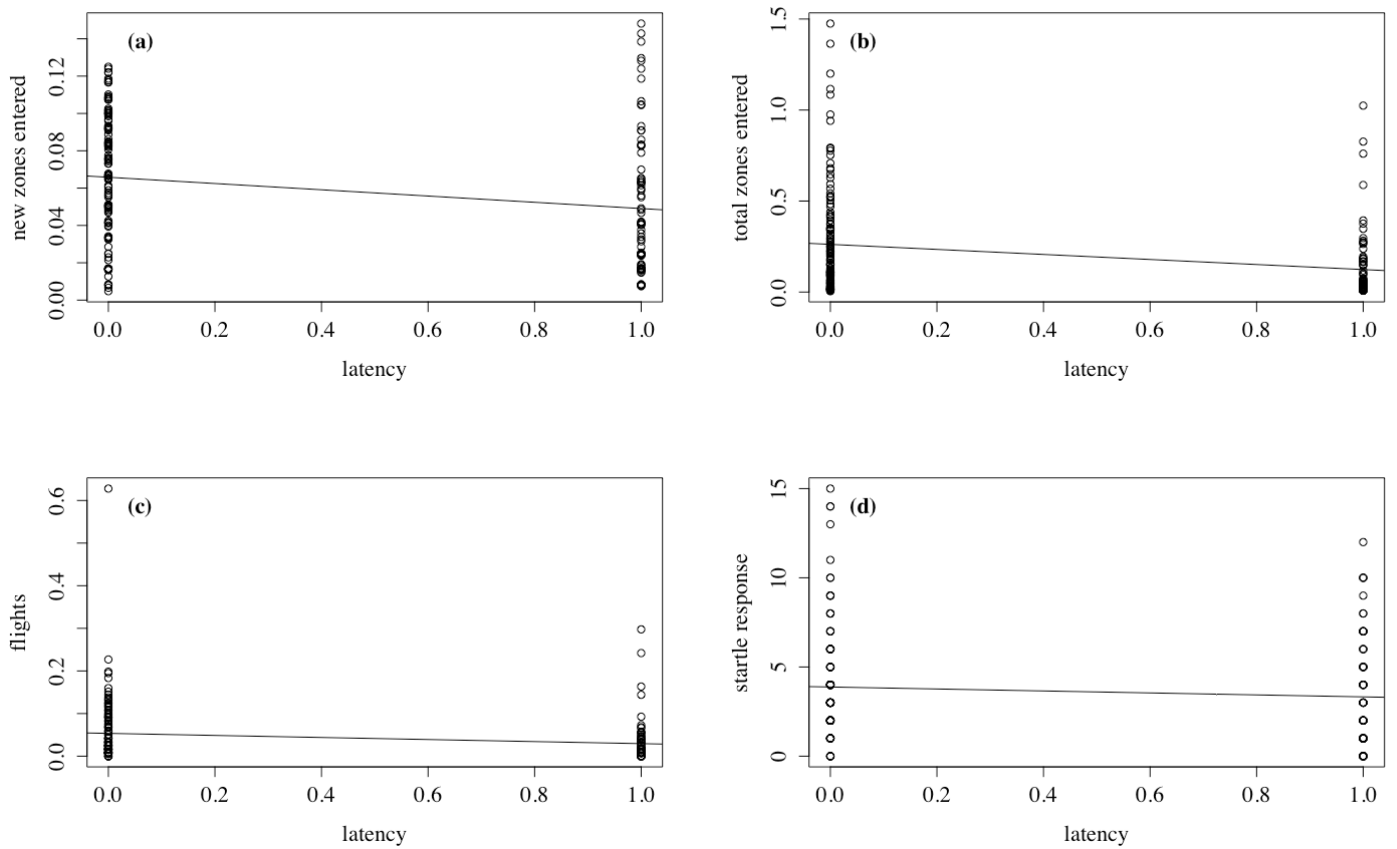 (a)
new zones entered
0.12
0.08
0.04
0.00
0.0 0.2 0.4 0.6 0.8 1.0
latency
(b)
total zones entered
1.5
1.0
0.5
0.0
0.0 0.2 0.4 0.6 0.8 1.0
latency
(c)
flights
0.6
0.4
0.2
0.0
0.0 0.2 0.4 0.6 0.8 1.0
latency
(d)
startle response
15
10
5
0
0.0 0.2 0.4 0.6 0.8 1.0
latency